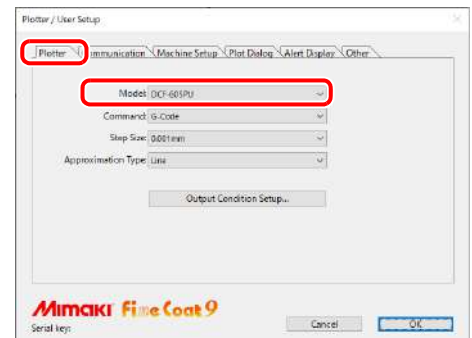 Plotter / User Setup
Plotter Communication Machine Setup Plot Dialog Alert Display Other
Model: DCF-605PU
Command: G-Code
Step Size: 0.001mm
Approximation Type: Line
Output Condition Setup...
Mimaki Fine Coat 9
Serial key:
Cancel OK